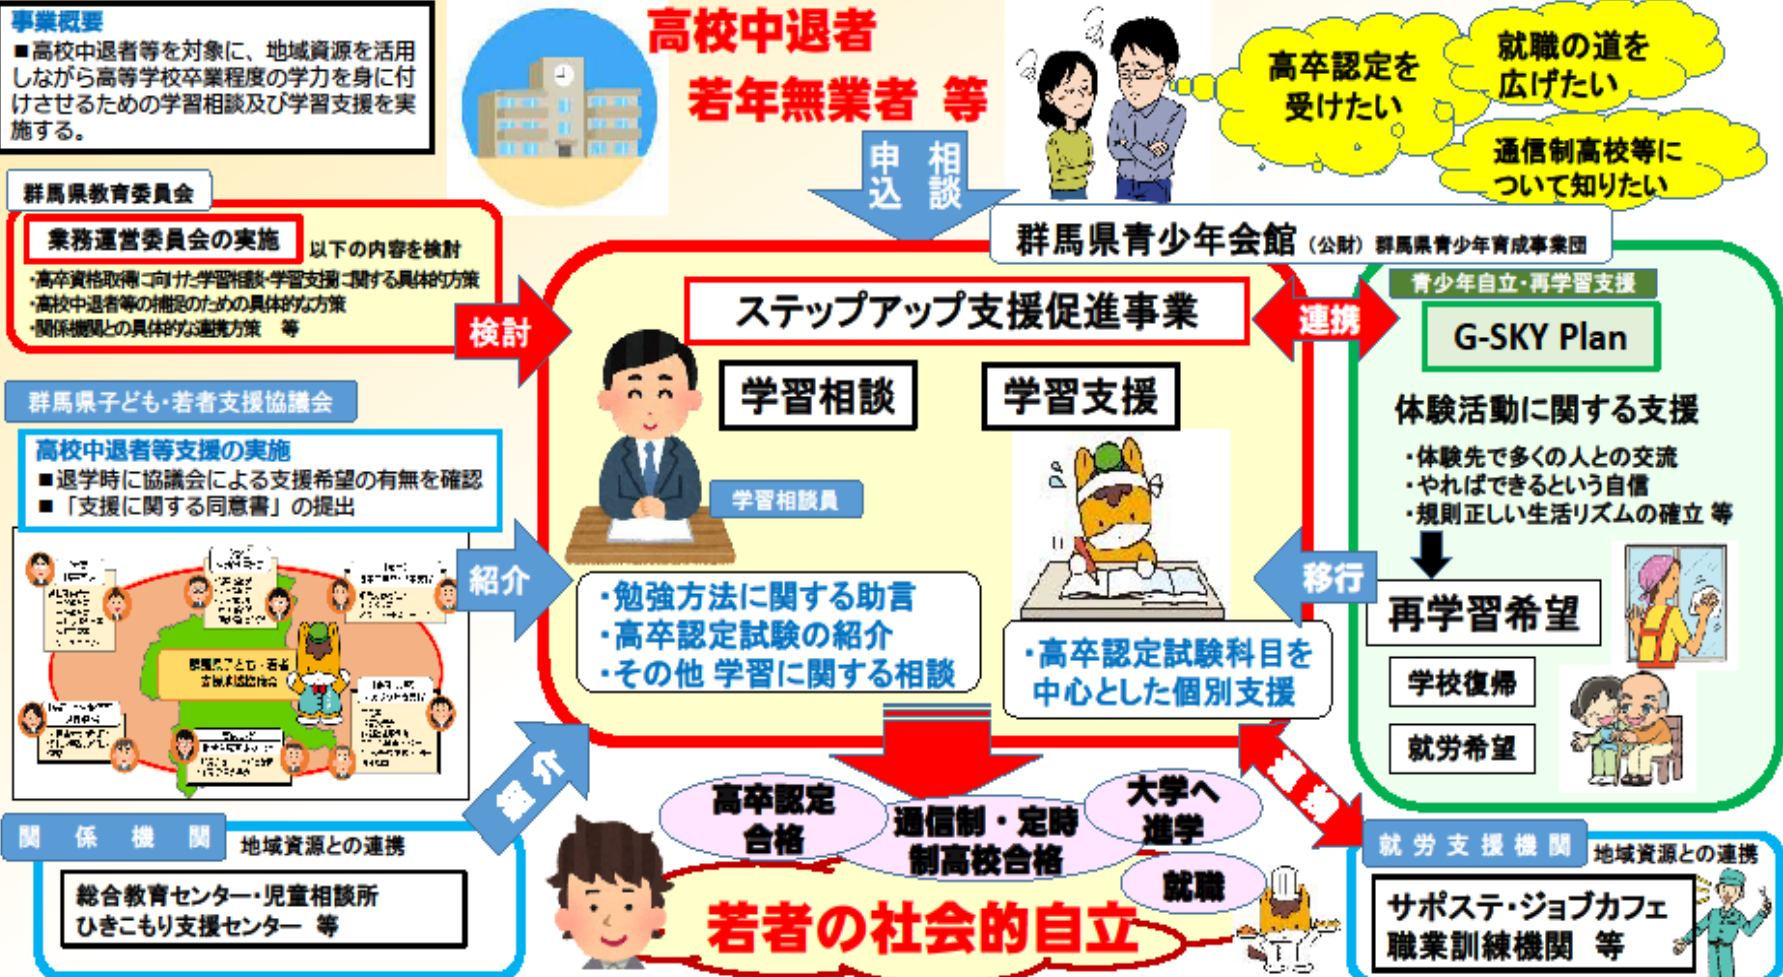 事業概要
■高校中退者等を対象に、地域資源を活用
しながら高等学校卒業程度の学力を身に付
けさせるための学習相談及び学習支援を実
施する。
高校中退者
若年無業者 等
高卒認定を
受けたい
就職の道を
広げたい
通信制高校等に
ついて知りたい
申込 相談
群馬県教育委員会
業務運営委員会の実施 以下の内容を検討
・高卒資格取得に向けた学習相談・学習支援に関する具体的方策
・高校中退者等の捕捉のための具体的な方策
・関係機関との具体的な連携方策 等
検討
群馬県青少年会館 (公財) 群馬県青少年育成事業団
ステップアップ支援促進事業
連携
青少年自立・再学習支援
G-SKY Plan
学習相談
学習支援
体験活動に関する支援
・体験先で多くの人との交流
・やればできるという自信
・規則正しい生活リズムの確立 等
群馬県子ども・若者支援協議会
高校中退者等支援の実施
■退学時に協議会による支援希望の有無を確認
■「支援に関する同意書」の提出
学習相談員
紹介
群馬県子ども・若者
支援地域協議会
・勉強方法に関する助言
・高卒認定試験の紹介
・その他 学習に関する相談
・高卒認定試験科目を
中心とした個別支援
移行
再学習希望
学校復帰
就労希望
紹介
関係機関 地域資源との連携
総合教育センター・児童相談所
ひきこもり支援センター 等
高卒認定
合格
通信制・定時
制高校合格
大学へ
進学
就職
若者の社会的自立
就労支援機関 地域資源との連携
サポステ・ジョブカフェ
職業訓練機関 等